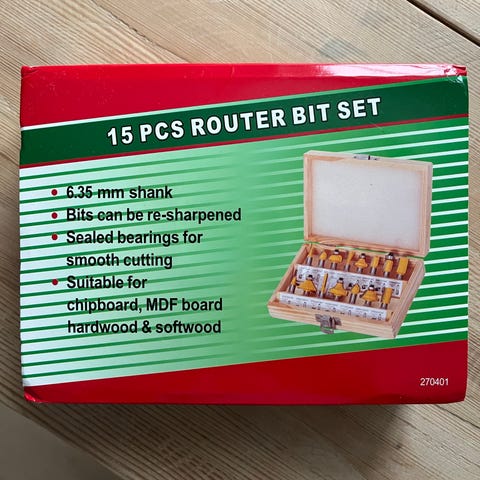 15 PCS ROUTER BIT SET
• 6.35 mm shank
• Bits can be re-sharpened
• Sealed bearings for
smooth cutting
• Suitable for
chipboard, MDF board
hardwood & softwood
270401